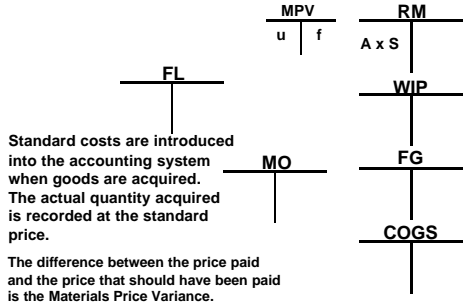 MPV RM
u f
A x S
FL
WIP
Standard costs are introduced
into the accounting system
when goods are acquired.
The actual quantity acquired
is recorded at the standard
price.
MO
FG
COGS
The difference between the price paid
and the price that should have been paid
is the Materials Price Variance.